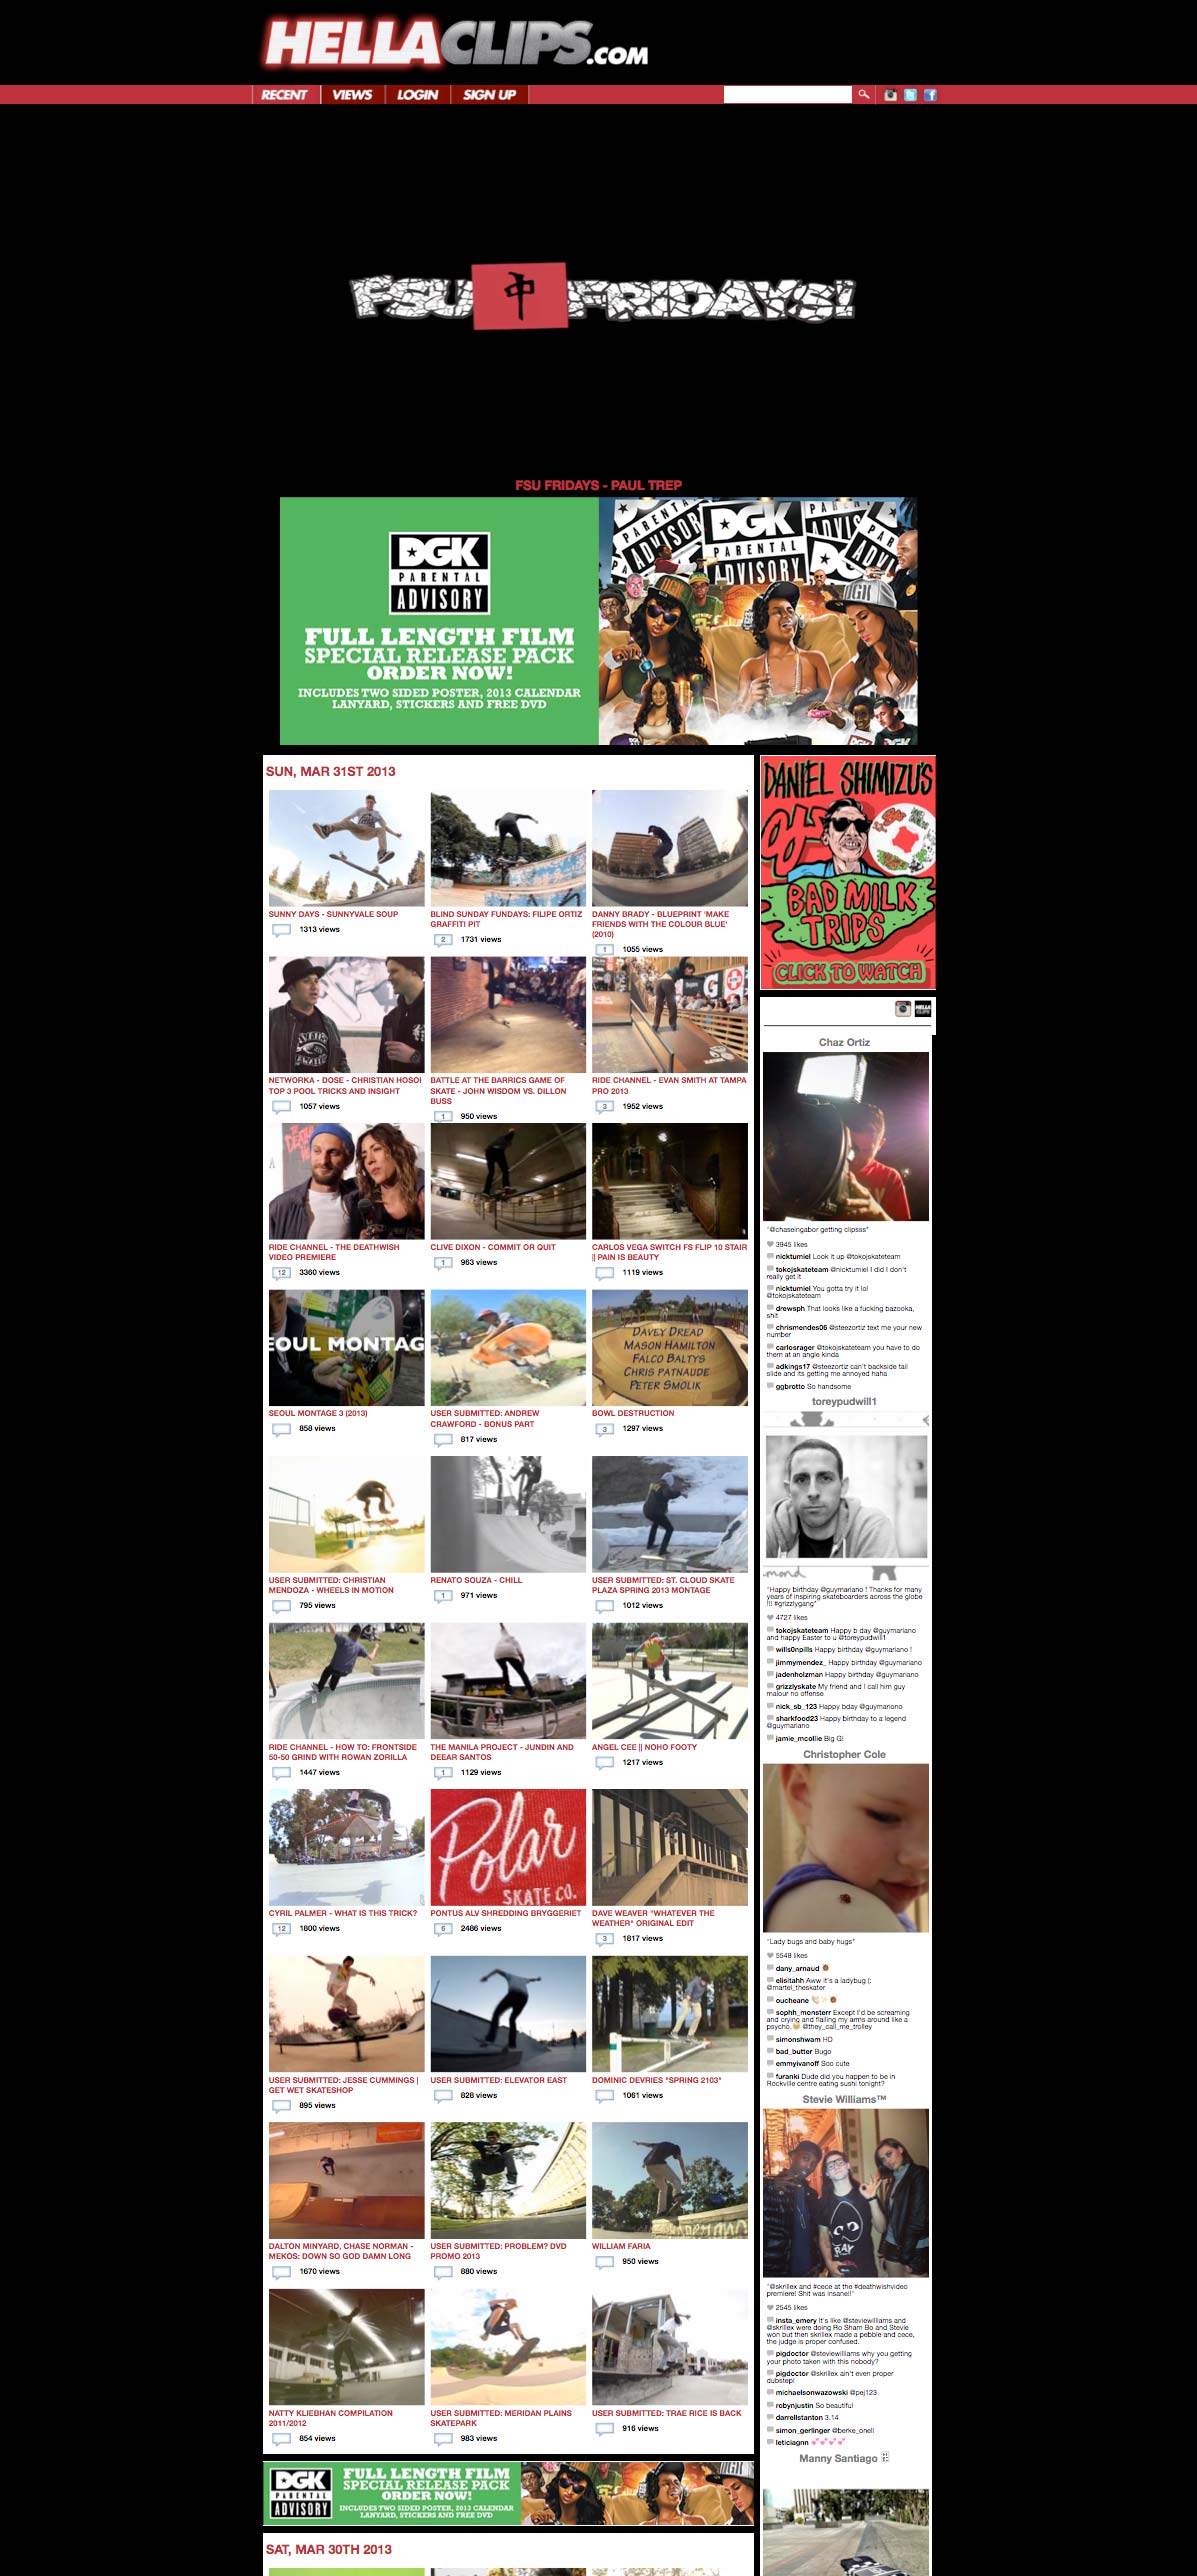 HELLACLIPS.COM
RECENT
VIEWS
LOGIN
SIGN UP
FSU 中 FRIDAYS!
FSU FRIDAYS - PAUL TREP
DGK
PARENTAL
ADVISORY
FULL LENGTH FILM
SPECIAL RELEASE PACK
ORDER NOW!
INCLUDES TWO SIDED POSTER, 2013 CALENDAR
LANYARD, STICKERS AND FREE DVD
DGK
PARENTAL
ADVISORY
SUN, MAR 31ST 2013
SUNNY DAYS - SUNNYVALE SOUP
1313 views
BLIND SUNDAY FUNDAYS: FILIPE ORTIZ
GRAFFITI PIT
2 1731 views
DANNY BRADY - BLUEPRINT 'MAKE
FRIENDS WITH THE COLOUR BLUE'
(2010)
1 1055 views
NETWORKA - DOSE - CHRISTIAN HOSOI
TOP 3 POOL TRICKS AND INSIGHT
1057 views
BATTLE AT THE BARRICS GAME OF
SKATE - JOHN WISDOM VS. DILLON
BUSS
1 950 views
RIDE CHANNEL - EVAN SMITH AT TAMPA
PRO 2013
3 1952 views
RIDE CHANNEL - THE DEATHWISH
VIDEO PREMIERE
12 3360 views
CLIVE DIXON - COMMIT OR QUIT
1 963 views
CARLOS VEGA SWITCH FS FLIP 10 STAIR
|| PAIN IS BEAUTY
1119 views
EOUL MONTAG
SEOUL MONTAGE 3 (2013)
858 views
USER SUBMITTED: ANDREW
CRAWFORD - BONUS PART
817 views
DAVEY DREAD
MASON HAMILTON
FALCO BALTYS
CHRIS PATNAUDE
PETER SMOLIK
BOWL DESTRUCTION
3 1297 views
USER SUBMITTED: CHRISTIAN
MENDOZA - WHEELS IN MOTION
795 views
RENATO SOUZA - CHILL
1 971 views
USER SUBMITTED: ST. CLOUD SKATE
PLAZA SPRING 2013 MONTAGE
1012 views
RIDE CHANNEL - HOW TO: FRONTSIDE
50-50 GRIND WITH ROWAN ZORILLA
1447 views
THE MANILA PROJECT - JUNDIN AND
DEEAR SANTOS
1 1129 views
ANGEL CEE || NOHO FOOTY
1217 views
CYRIL PALMER - WHAT IS THIS TRICK?
12 1800 views
Polar
SKATE CO.
PONTUS ALV SHREDDING BRYGGERIET
6 2486 views
DAVE WEAVER "WHATEVER THE
WEATHER" ORIGINAL EDIT
3 1817 views
USER SUBMITTED: JESSE CUMMINGS |
GET WET SKATESHOP
895 views
USER SUBMITTED: ELEVATOR EAST
828 views
DOMINIC DEVRIES "SPRING 2103"
1061 views
DALTON MINYARD, CHASE NORMAN -
MEKOS: DOWN SO GOD DAMN LONG
1670 views
USER SUBMITTED: PROBLEM? DVD
PROMO 2013
880 views
WILLIAM FARIA
950 views
NATTY KLIEBHAN COMPILATION
2011/2012
854 views
USER SUBMITTED: MERIDAN PLAINS
SKATEPARK
983 views
USER SUBMITTED: TRAE RICE IS BACK
916 views
DGK
PARENTAL
ADVISORY
FULL LENGTH FILM
SPECIAL RELEASE PACK
ORDER NOW!
INCLUDES TWO SIDED POSTER, 2013 CALENDAR
LANYARD, STICKERS AND FREE DVD
SAT, MAR 30TH 2013
DANIEL SHIMIZU'S
BAD MILK
TRIPS
CLICK TO WATCH
HELLA
CLIPS
Chaz Ortiz
"@chaseingabor getting clipsss"
3945 likes
nickturniel Look it up @tokojskateteam
tokojskateteam @nickturniel I did I don't
really get it
nickturniel You gotta try it lol
@tokojskateteam
drewsph That looks like a fucking bazooka,
shit
chrismendes06 @steezortiz text me your new
number
carlosrager @tokojskateteam you have to do
them at an angle kinda
adkings17 @steezortiz can't backside tail
slide and its getting me annoyed haha
ggbrotto So handsome
toreypudwill1
mond
"Happy birthday @guymariano ! Thanks for many
years of inspiring skateboarders across the globe
!!! #grizzlygang"
4727 likes
tokojskateteam Happy b day @guymariano
and happy Easter to u @toreypudwill1
wills0npills Happy birthday @guymariano !
jimmymendez_ Happy birthday @guymariano
jadenholzman Happy birthday @guymariano
grizzlyskate My friend and I call him guy
malour no offense
nick_sb_123 Happy bday @guymariono
sharkfood23 Happy birthday to a legend
@guymariano
jamie_mcollie Big G!
Christopher Cole
"Lady bugs and baby hugs"
5548 likes
dany_arnaud 🐞
elisitahh Aww it's a ladybug (:
@martel_theskater
oucheane
sophh_monsterr Except I'd be screaming
and crying and flailing my arms around like a
psycho. 😂 @they_call_me_trolley
simonshwam HD
bad_butter Bugo
emmyivanoff Soo cute
furanki Dude did you happen to be in
Rockville centre eating sushi tonight?
Stevie Williams™
"@skrillex and #cece at the #deathwishvideo
premiere! Shit was insane!!"
2545 likes
insta_emery It's like @steviewilliams and
@skrillex were doing Ro Sham Bo and Stevie
won but then skrillex made a pebble and cece,
the judge is proper confused.
pigdoctor @steviewilliams why you getting
your photo taken with this nobody?
pigdoctor @skrillex ain't even proper
dubstep!
michaelsonwazowski @pej123
robynjustin So beautiful
darrellstanton 3.14
simon_gerlinger @berke_onell
leticiagnn 💕💕💕💕
Manny Santiago